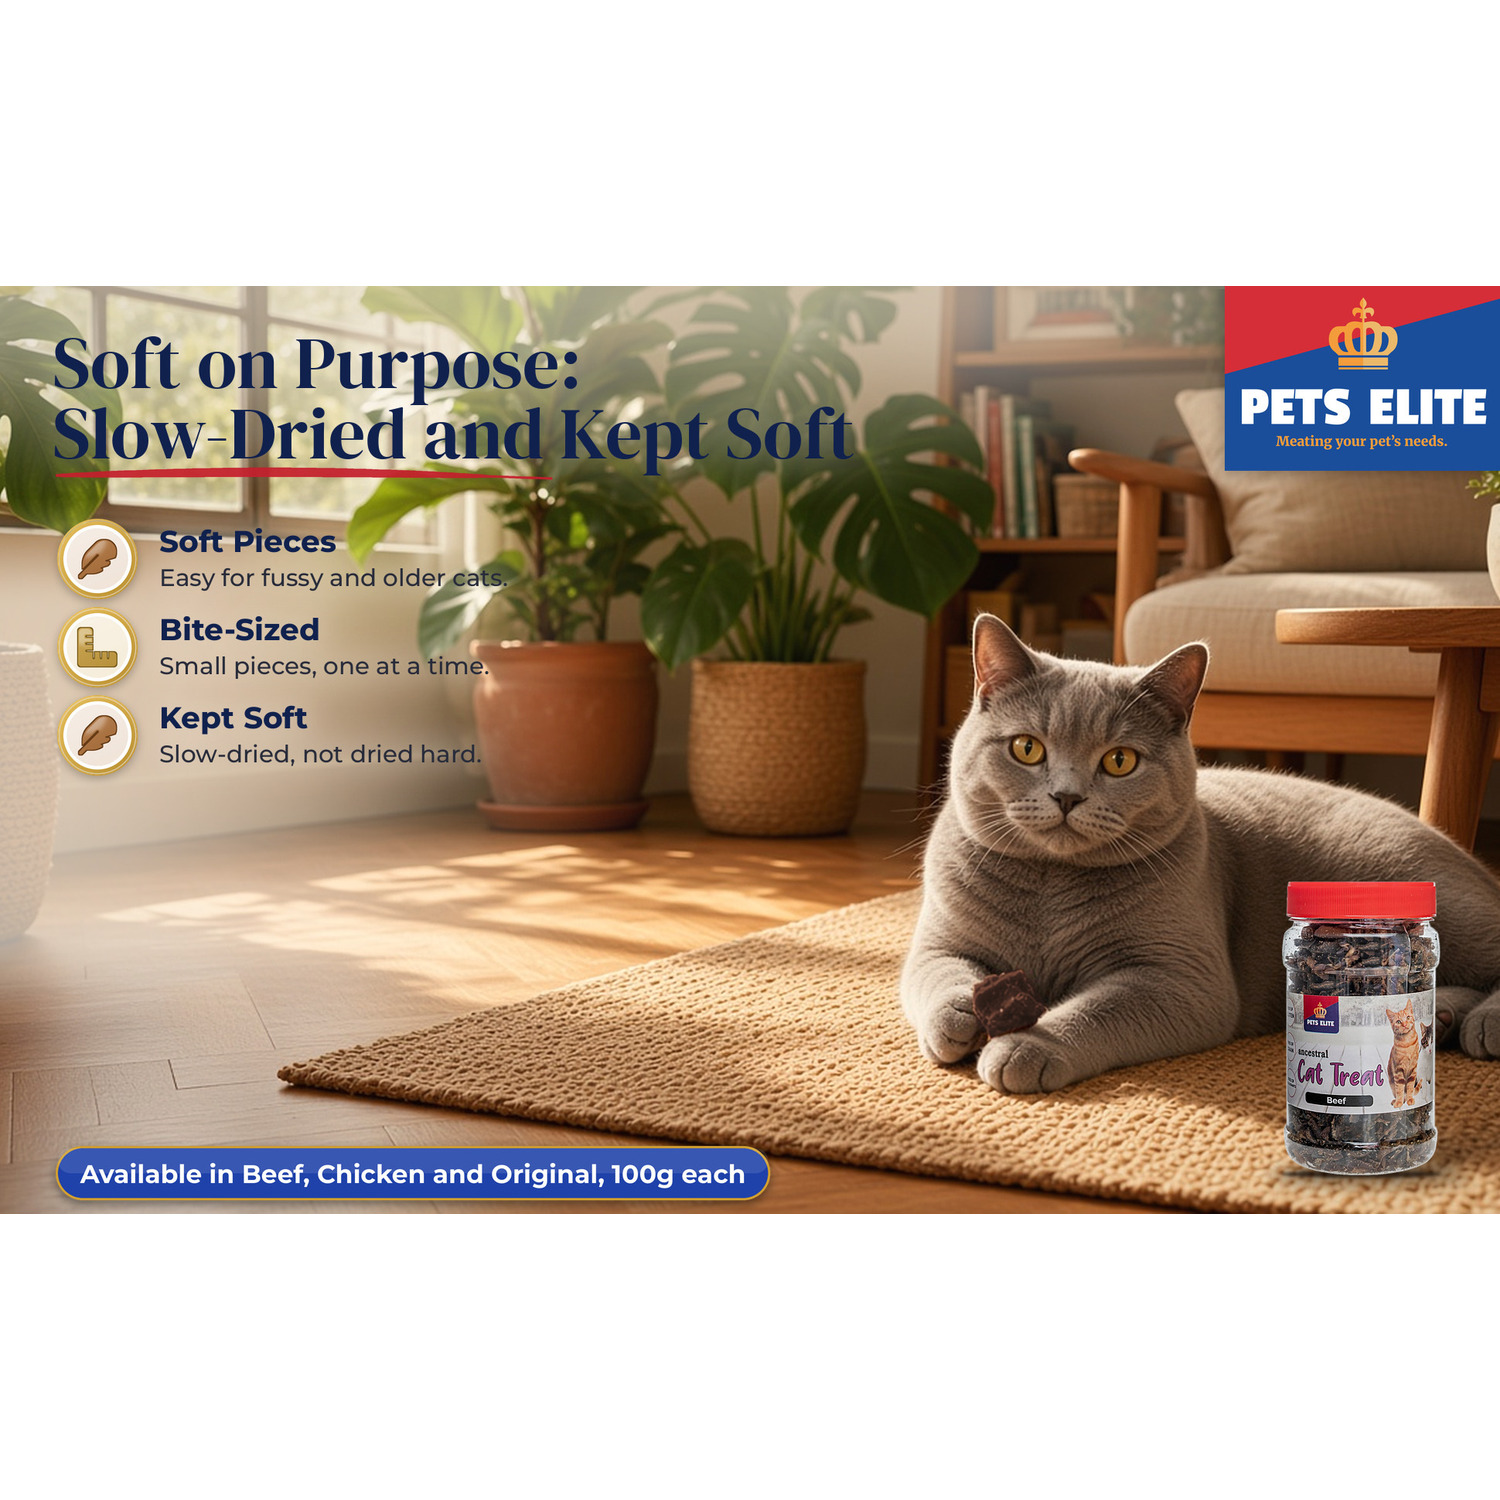 Soft on Purpose:
Slow-Dried and Kept Soft
PETS ELITE
Meating your pet's needs.
Soft Pieces
Easy for fussy and older cats.
Bite-Sized
Small pieces, one at a time.
Kept Soft
Slow-dried, not dried hard.
PETS ELITE
ancestral
Cat Treat
Beef
Available in Beef, Chicken and Original, 100g each